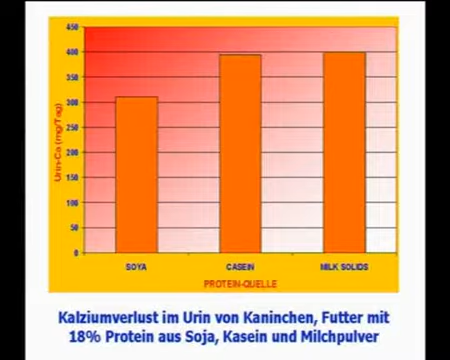 450
400
350
300
250
200
150
100
50
0
Urin-Ca (mg/Tag)
SOYA CASEIN MILK SOLIDS
PROTEIN-QUELLE
Kalziumverlust im Urin von Kaninchen, Futter mit
18% Protein aus Soja, Kasein und Milchpulver